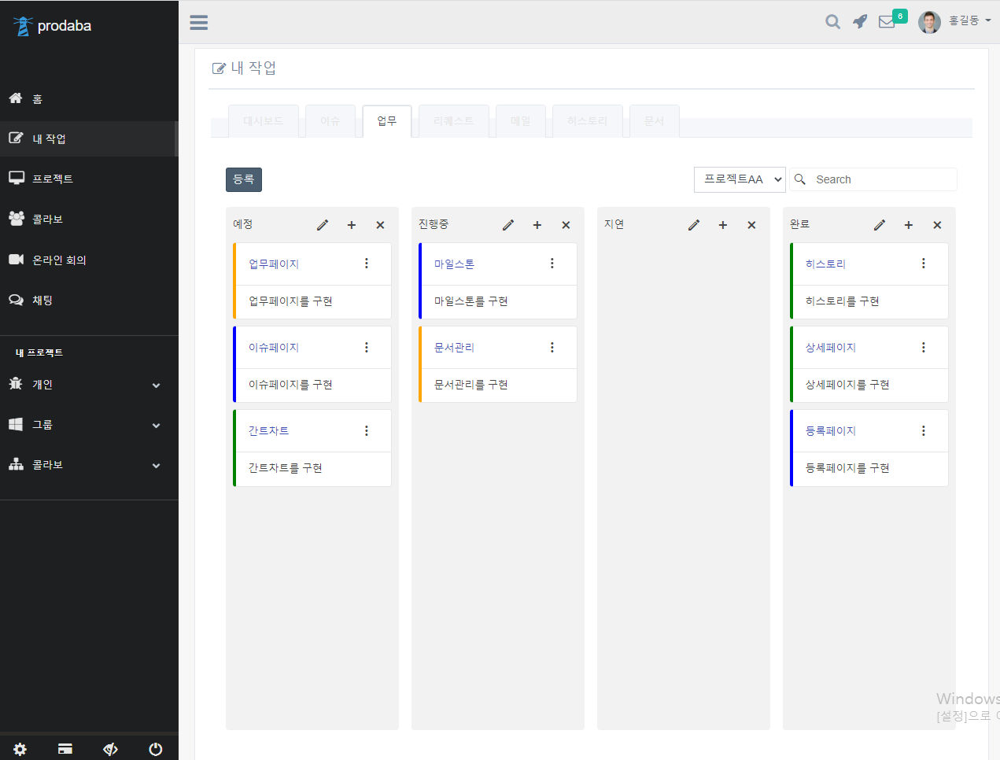 prodaba
6
홍길동
홈
내 작업
프로젝트
콜라보
온라인 회의
채팅
내 프로젝트
개인
그룹
콜라보
내 작업
대시보드
이슈
업무
리퀘스트
메일
히스토리
문서
등록
프로젝트AA
Search
예정
업무페이지
업무페이지를 구현
이슈페이지
이슈페이지를 구현
간트차트
간트차트를 구현
진행중
마일스톤
마일스톤를 구현
문서관리
문서관리를 구현
지연
완료
히스토리
히스토리를 구현
상세페이지
상세페이지를 구현
등록페이지
등록페이지를 구현
Windows
[설정]으로